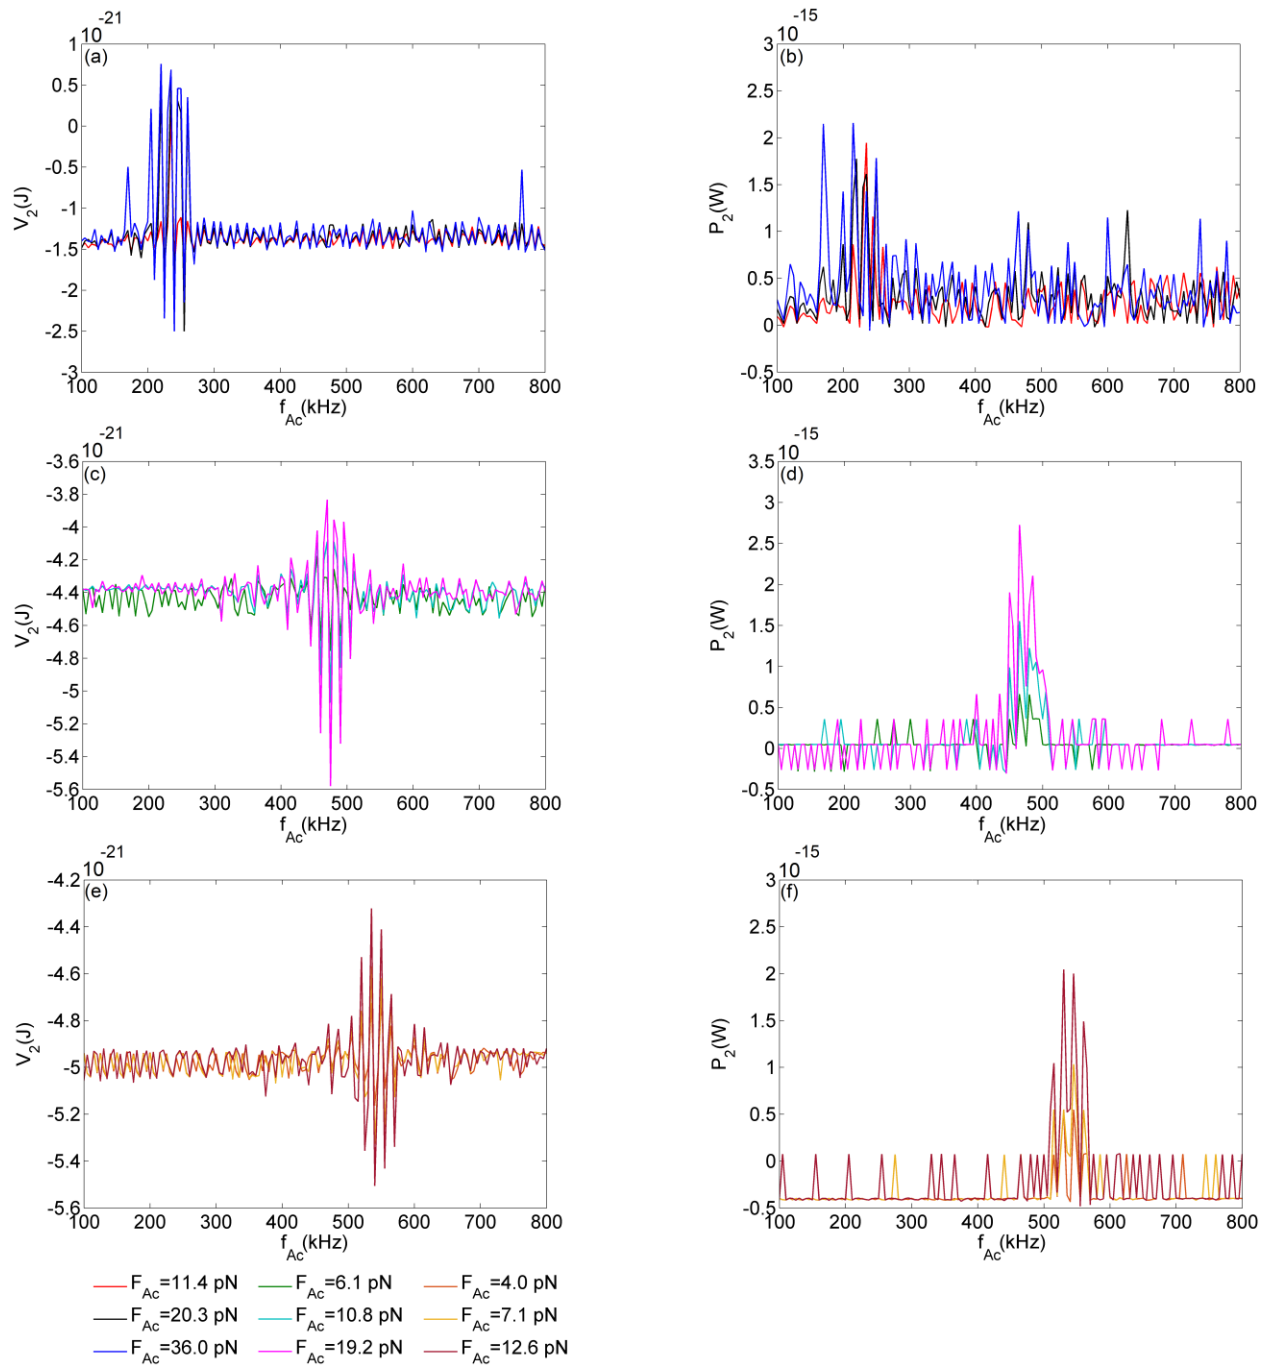 10^-21
(a)
1
0.5
0
-0.5
-1
-1.5
-2
-2.5
-3
V_2(J)
100 200 300 400 500 600 700 800
f_Ac(kHz)
10^-15
(b)
3
2.5
2
1.5
1
0.5
0
-0.5
P_2(W)
100 200 300 400 500 600 700 800
f_Ac(kHz)
10^-21
(c)
-3.6
-3.8
-4
-4.2
-4.4
-4.6
-4.8
-5
-5.2
-5.4
-5.6
V_2(J)
100 200 300 400 500 600 700 800
f_Ac(kHz)
10^-15
(d)
3.5
3
2.5
2
1.5
1
0.5
0
-0.5
P_2(W)
100 200 300 400 500 600 700 800
f_Ac(kHz)
10^-21
(e)
-4.2
-4.4
-4.6
-4.8
-5
-5.2
-5.4
-5.6
V_2(J)
100 200 300 400 500 600 700 800
f_Ac(kHz)
10^-15
(f)
3
2.5
2
1.5
1
0.5
0
-0.5
P_2(W)
100 200 300 400 500 600 700 800
f_Ac(kHz)
F_Ac=11.4 pN F_Ac=6.1 pN F_Ac=4.0 pN
F_Ac=20.3 pN F_Ac=10.8 pN F_Ac=7.1 pN
F_Ac=36.0 pN F_Ac=19.2 pN F_Ac=12.6 pN